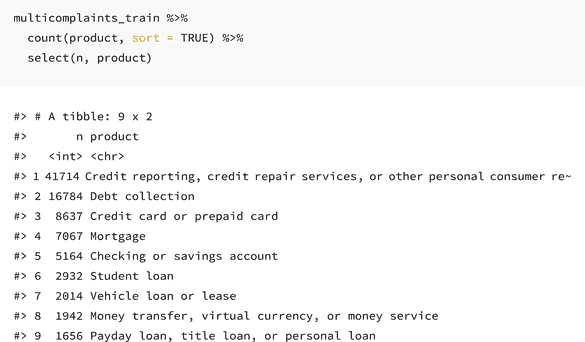 multicomplaints_train %>%
  count(product, sort = TRUE) %>%
  select(n, product)
#> # A tibble: 9 x 2
#>       n product
#>   <int> <chr>
#> 1 41714 Credit reporting, credit repair services, or other personal consumer re~
#> 2 16784 Debt collection
#> 3  8637 Credit card or prepaid card
#> 4  7067 Mortgage
#> 5  5164 Checking or savings account
#> 6  2932 Student loan
#> 7  2014 Vehicle loan or lease
#> 8  1942 Money transfer, virtual currency, or money service
#> 9  1656 Payday loan, title loan, or personal loan